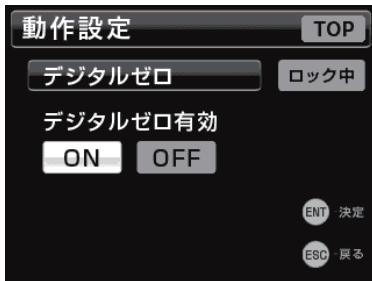 動作設定 TOP
デジタルゼロ ロック中
デジタルゼロ有効
ON OFF
ENT 決定
ESC 戻る